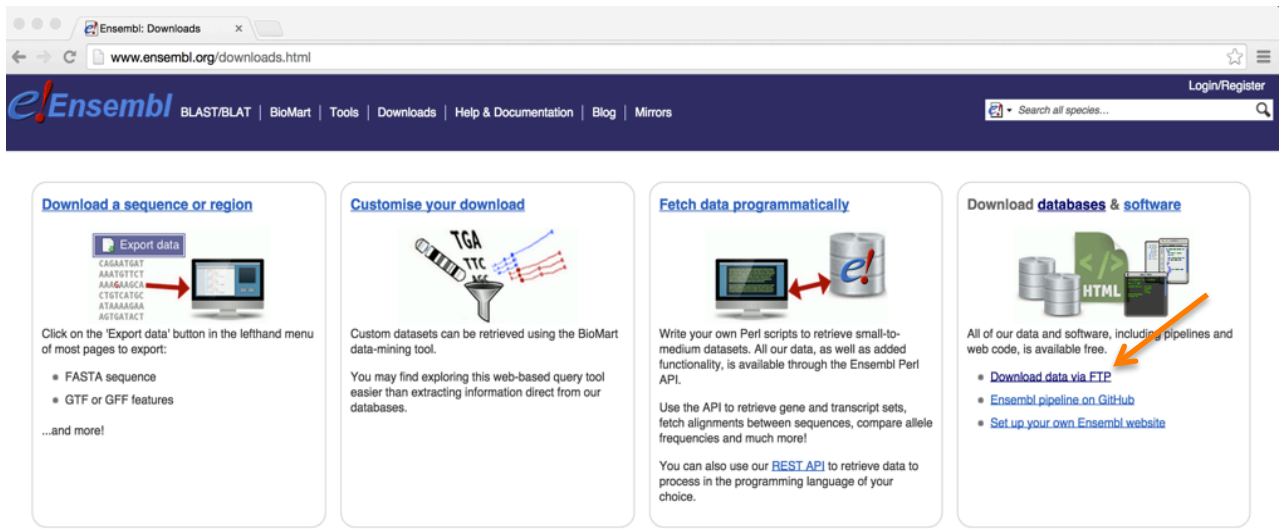 Ensembl: Downloads
www.ensembl.org/downloads.html
Login/Register
e!Ensembl BLAST/BLAT | BioMart | Tools | Downloads | Help & Documentation | Blog | Mirrors
Search all species...
Download a sequence or region
Export data
CAGAATGAT
AAATGTTCT
AAAGAAGCA
CTGTCATGC
ATAAAAGAA
AGTGATACT
Click on the 'Export data' button in the lefthand menu
of most pages to export:
FASTA sequence
GTF or GFF features
...and more!
Customise your download
TGA
TTC
Custom datasets can be retrieved using the BioMart
data-mining tool.
You may find exploring this web-based query tool
easier than extracting information direct from our
databases.
Fetch data programmatically
e!
Write your own Perl scripts to retrieve small-to-
medium datasets. All our data, as well as added
functionality, is available through the Ensembl Perl
API.
Use the API to retrieve gene and transcript sets,
fetch alignments between sequences, compare allele
frequencies and much more!
You can also use our REST API to retrieve data to
process in the programming language of your
choice.
Download databases & software
</>
HTML
All of our data and software, including pipelines and
web code, is available free.
Download data via FTP
Ensembl pipeline on GitHub
Set up your own Ensembl website